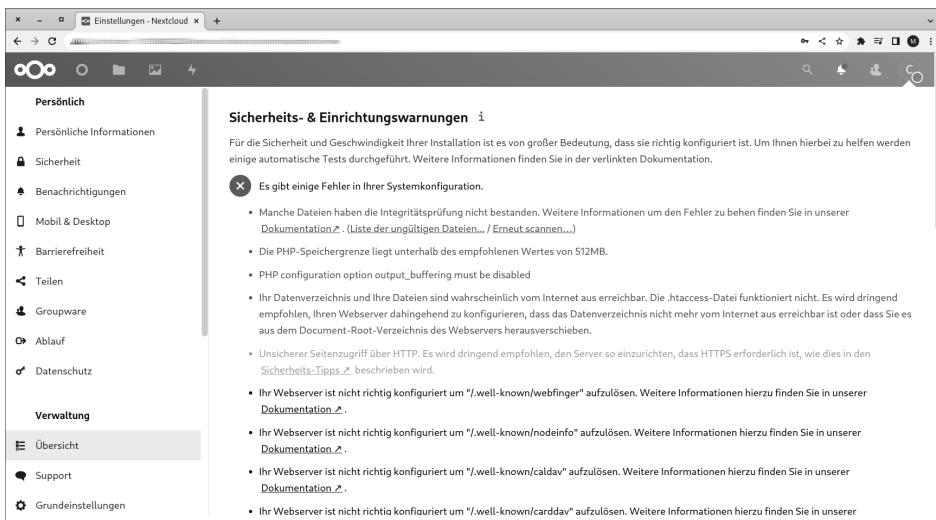 Einstellungen - Nextcloud
M
C
Persönlich
Persönliche Informationen
Sicherheit
Benachrichtigungen
Mobil & Desktop
Barrierefreiheit
Teilen
Groupware
Ablauf
Datenschutz
Verwaltung
Übersicht
Support
Grundeinstellungen
Sicherheits- & Einrichtungswarnungen i
Für die Sicherheit und Geschwindigkeit Ihrer Installation ist es von großer Bedeutung, dass sie richtig konfiguriert ist. Um Ihnen hierbei zu helfen werden
einige automatische Tests durchgeführt. Weitere Informationen finden Sie in der verlinkten Dokumentation.
Es gibt einige Fehler in Ihrer Systemkonfiguration.
• Manche Dateien haben die Integritätsprüfung nicht bestanden. Weitere Informationen um den Fehler zu behen finden Sie in unserer
Dokumentation↗ . (Liste der ungültigen Dateien… / Erneut scannen…)
• Die PHP-Speichergrenze liegt unterhalb des empfohlenen Wertes von 512MB.
• PHP configuration option output_buffering must be disabled
• Ihr Datenverzeichnis und Ihre Dateien sind wahrscheinlich vom Internet aus erreichbar. Die .htaccess-Datei funktioniert nicht. Es wird dringend
empfohlen, Ihren Webserver dahingehend zu konfigurieren, dass das Datenverzeichnis nicht mehr vom Internet aus erreichbar ist oder dass Sie es
aus dem Document-Root-Verzeichnis des Webservers herausverschieben.
• Unsicherer Seitenzugriff über HTTP. Es wird dringend empfohlen, den Server so einzurichten, dass HTTPS erforderlich ist, wie dies in den
Sicherheits-Tipps ↗ beschrieben wird.
• Ihr Webserver ist nicht richtig konfiguriert um "/.well-known/webfinger" aufzulösen. Weitere Informationen hierzu finden Sie in unserer
Dokumentation ↗ .
• Ihr Webserver ist nicht richtig konfiguriert um "/.well-known/nodeinfo" aufzulösen. Weitere Informationen hierzu finden Sie in unserer
Dokumentation ↗ .
• Ihr Webserver ist nicht richtig konfiguriert um "/.well-known/caldav" aufzulösen. Weitere Informationen hierzu finden Sie in unserer
Dokumentation ↗ .
• Ihr Webserver ist nicht richtig konfiguriert um "/.well-known/carddav" aufzulösen. Weitere Informationen hierzu finden Sie in unserer